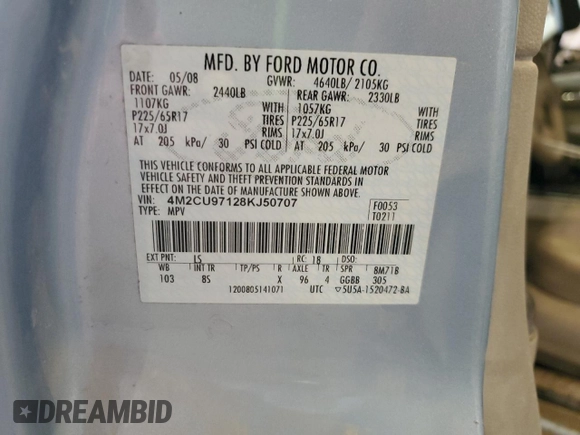 MFD. BY FORD MOTOR CO.
DATE: 05/08 GVWR: 4640LB/ 2105KG
FRONT GAWR: 2440LB REAR GAWR: 2330LB
1107KG WITH 1057KG WITH
P225/65R17 TIRES P225/65R17 TIRES
17x7.0J RIMS 17x7.0J RIMS
AT 205 kPa/ 30 PSI COLD AT 205 kPa/ 30 PSI COLD
THIS VEHICLE CONFORMS TO ALL APPLICABLE FEDERAL MOTOR
VEHICLE SAFETY AND THEFT PREVENTION STANDARDS IN
EFFECT ON THE DATE OF MANUFACTURE SHOWN ABOVE.
VIN: 4M2CU97128KJ50707 F0053
TYPE: MPV T0211
EXT PNT: LS RC: 18 DSO:
WB INT TR TP/PS R AXLE TR SPR 8M71B
103 8S X 96 4 GGBB 305
1200805141071 UTC ▽5U5A-1520472-BA
DREAMBID